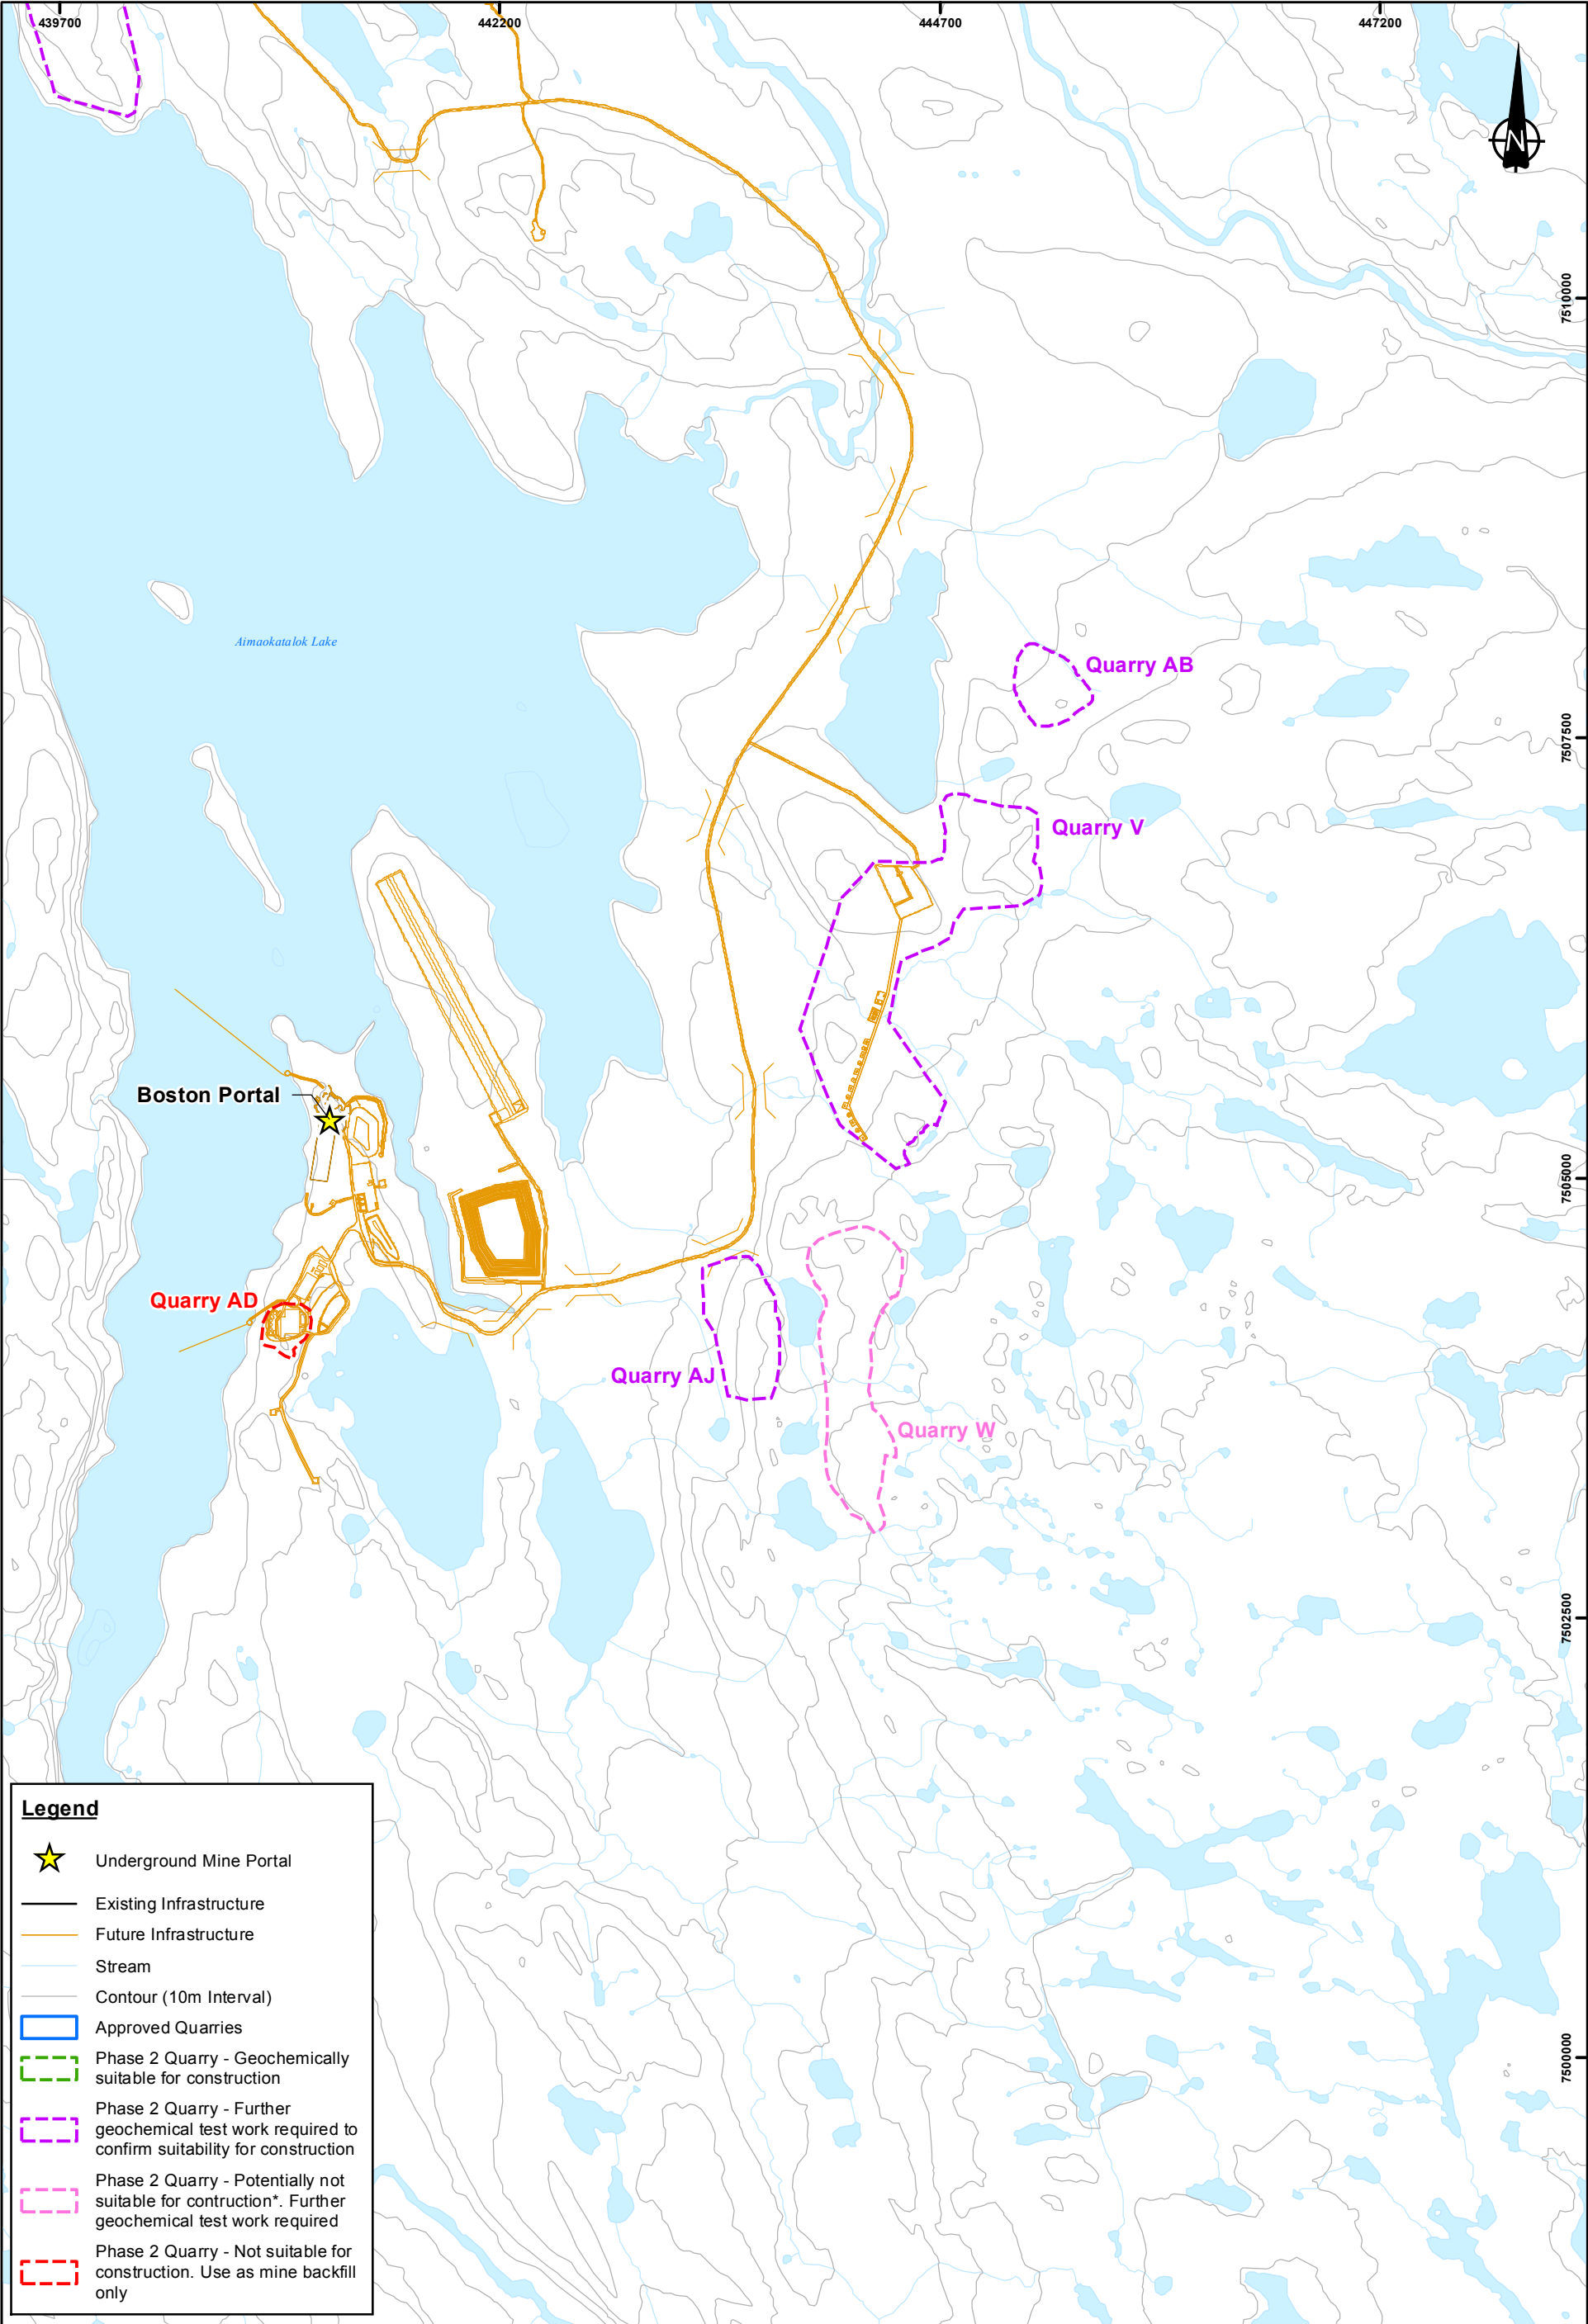 439700
442200
444700
447200
N
7510000
Aimaokatalok Lake
Quarry AB
7507500
Quarry V
Boston Portal
7505000
Quarry AD
Quarry AJ
Quarry W
7502500
Legend
Underground Mine Portal
Existing Infrastructure
Future Infrastructure
Stream
Contour (10m Interval)
Approved Quarries
Phase 2 Quarry - Geochemically
suitable for construction
Phase 2 Quarry - Further
geochemical test work required to
confirm suitability for construction
Phase 2 Quarry - Potentially not
suitable for contruction*. Further
geochemical test work required
Phase 2 Quarry - Not suitable for
construction. Use as mine backfill
only
7500000